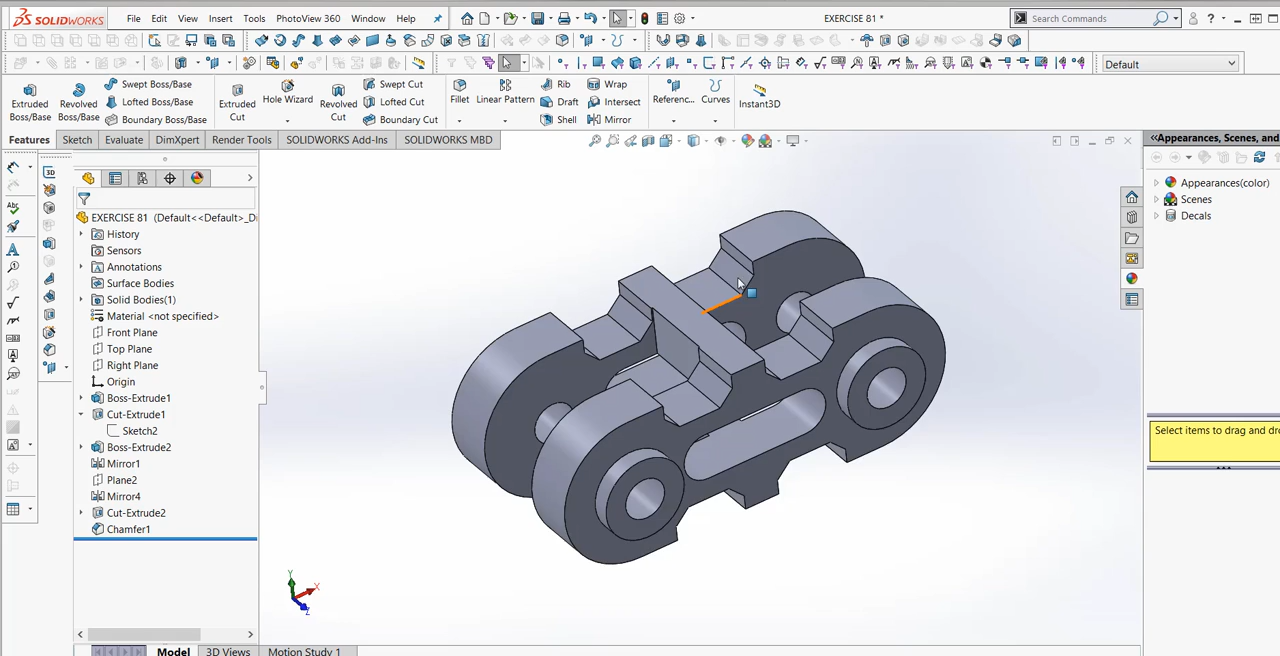 SOLIDWORKS File Edit View Insert Tools PhotoView 360 Window Help EXERCISE 81 * Search Commands ?
Default
Extruded Boss/Base Revolved Boss/Base Swept Boss/Base Lofted Boss/Base Boundary Boss/Base Extruded Cut Hole Wizard Revolved Cut Swept Cut Lofted Cut Boundary Cut Fillet Linear Pattern Rib Draft Shell Wrap Intersect Mirror Referenc... Curves Instant3D
Features Sketch Evaluate DimXpert Render Tools SOLIDWORKS Add-Ins SOLIDWORKS MBD
Appearances, Scenes, and
Appearances(color)
Scenes
Decals
Select items to drag and dr
EXERCISE 81 (Default<<Default>_Di
History
Sensors
Annotations
Surface Bodies
Solid Bodies(1)
Material <not specified>
Front Plane
Top Plane
Right Plane
Origin
Boss-Extrude1
Cut-Extrude1
Sketch2
Boss-Extrude2
Mirror1
Plane2
Mirror4
Cut-Extrude2
Chamfer1
Y
X
Z
Model 3D Views Motion Study 1